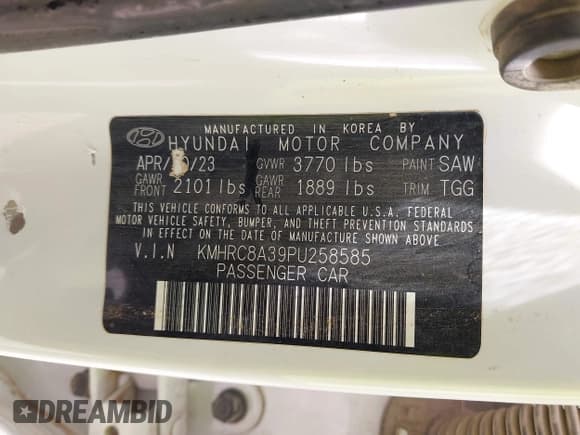 MANUFACTURED IN KOREA BY
HYUNDAI MOTOR COMPANY
APR/ /23 GVWR 3770 lbs PAINT SAW
GAWR FRONT 2101 lbs GAWR REAR 1889 lbs TRIM TGG
THIS VEHICLE CONFORMS TO ALL APPLICABLE U.S.A. FEDERAL
MOTOR VEHICLE SAFETY, BUMPER, AND THEFT PREVENTION STANDARDS
IN EFFECT ON THE DATE OF MANUFACTURE SHOWN ABOVE
V.I.N KMHRC8A39PU258585
PASSENGER CAR
DREAMBID